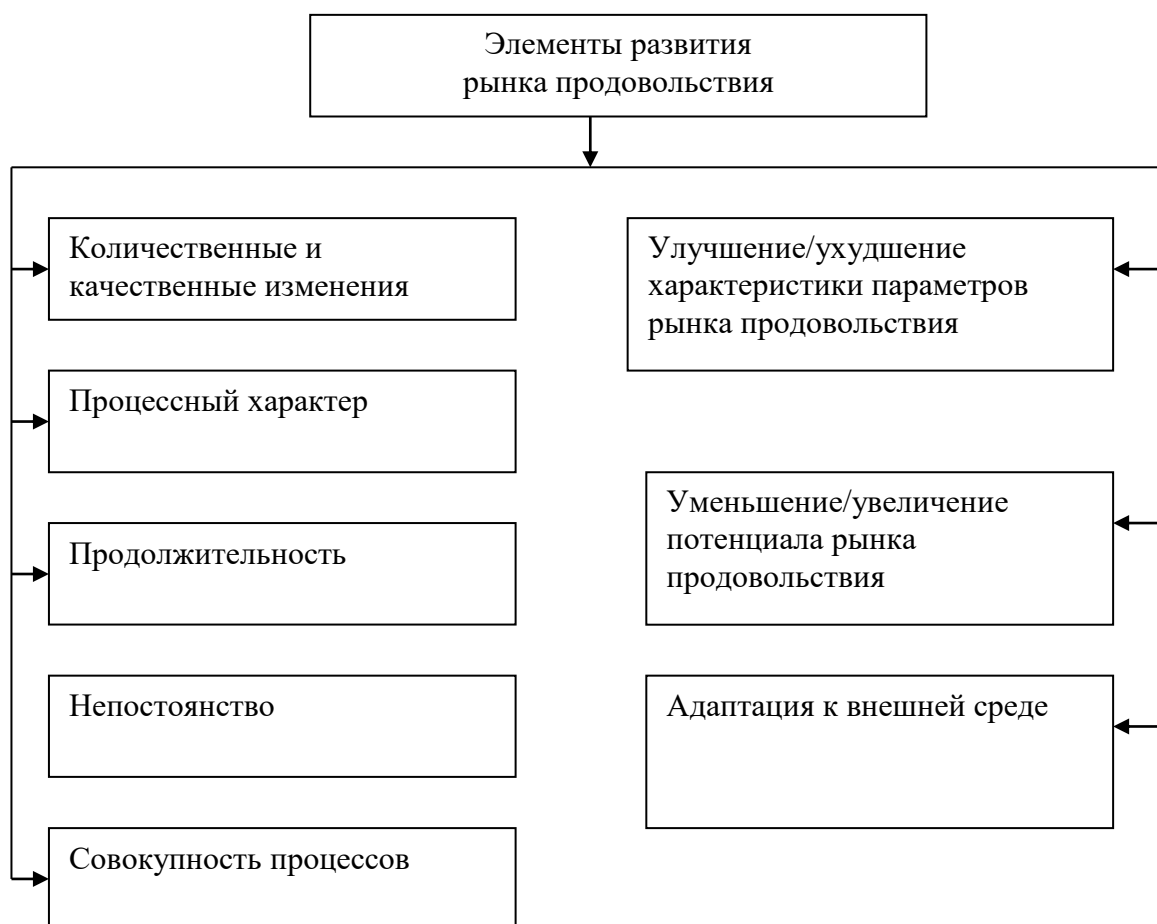 Элементы развития
рынка продовольствия
Количественные и
качественные изменения
Процессный характер
Продолжительность
Непостоянство
Совокупность процессов
Улучшение/ухудшение
характеристики параметров
рынка продовольствия
Уменьшение/увеличение
потенциала рынка
продовольствия
Адаптация к внешней среде